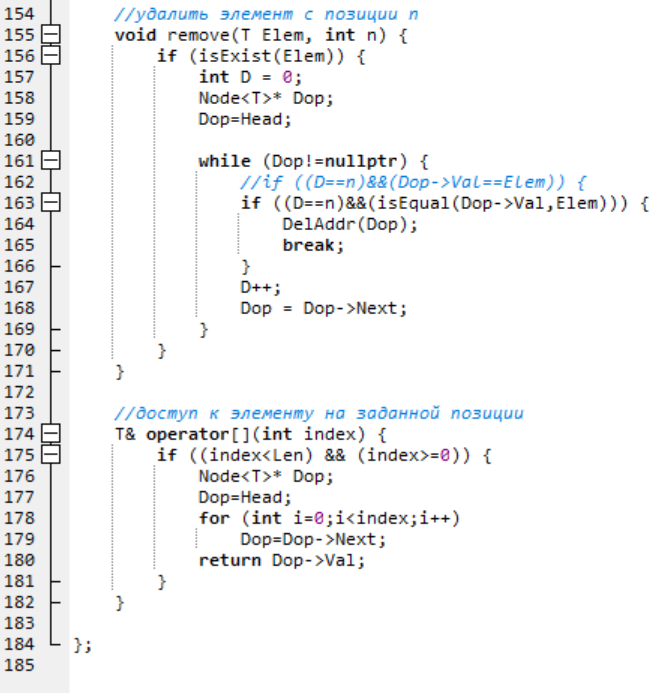 154 //удалить элемент с позиции n
155 void remove(T Elem, int n) {
156 if (isExist(Elem)) {
157 int D = 0;
158 Node<T>* Dop;
159 Dop=Head;
160
161 while (Dop!=nullptr) {
162 //if ((D==n)&&(Dop->Val==Elem)) {
163 if ((D==n)&&(isEqual(Dop->Val,Elem))) {
164 DelAddr(Dop);
165 break;
166 }
167 D++;
168 Dop = Dop->Next;
169 }
170 }
171 }
172
173 //доступ к элементу на заданной позиции
174 T& operator[](int index) {
175 if ((index<Len) && (index>=0)) {
176 Node<T>* Dop;
177 Dop=Head;
178 for (int i=0;i<index;i++)
179 Dop=Dop->Next;
180 return Dop->Val;
181 }
182 }
183
184 };
185